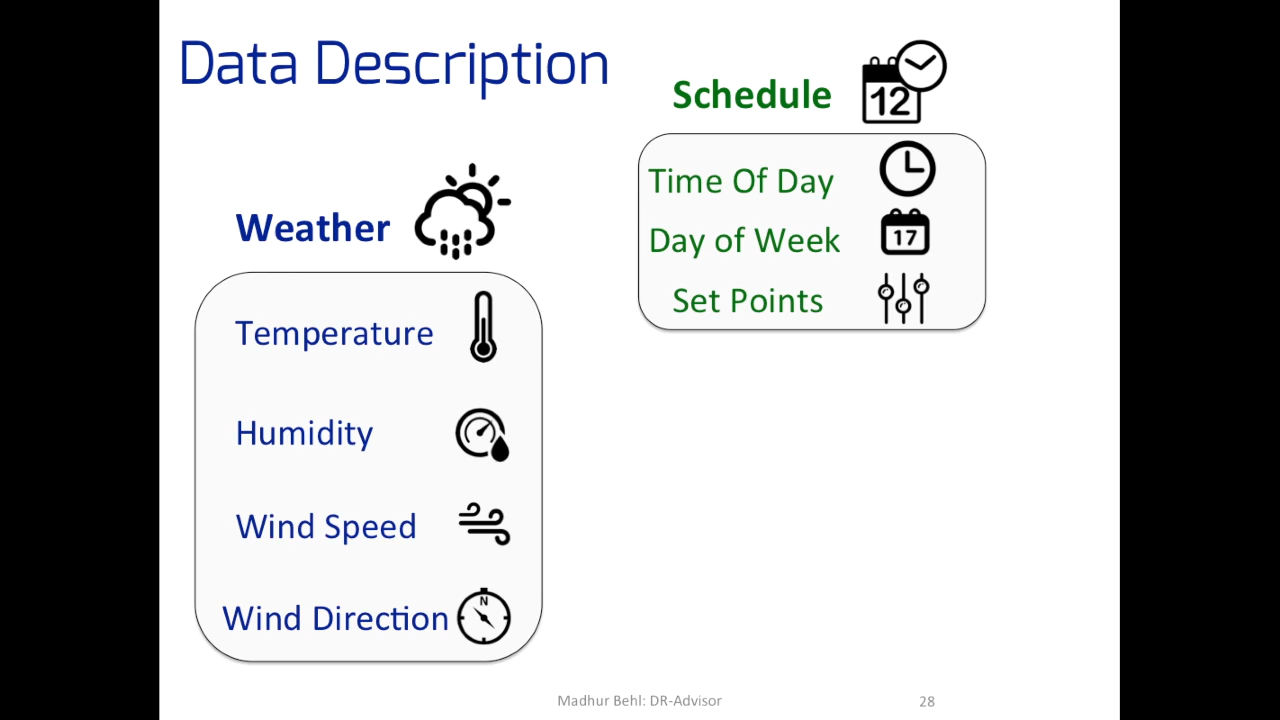 Data Description
Schedule
12
Time Of Day
Day of Week
17
Set Points
Weather
Temperature
Humidity
Wind Speed
Wind Direction
N
Madhur Behl: DR-Advisor
28